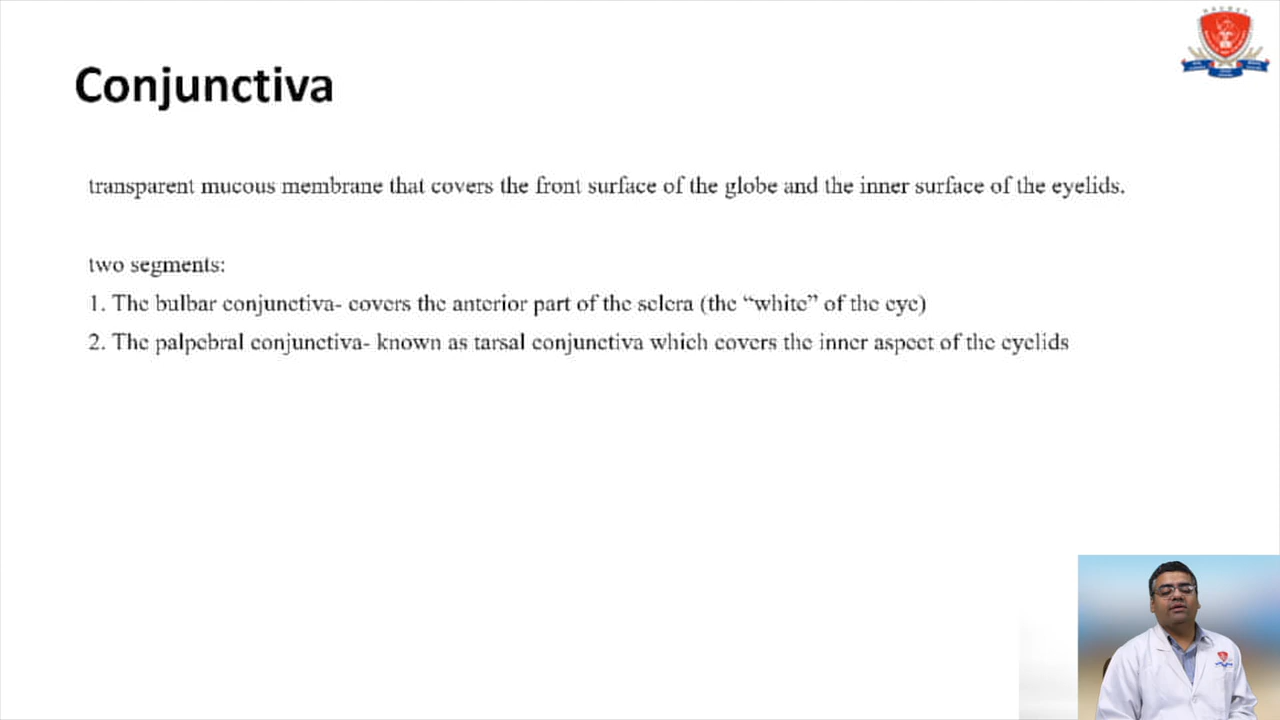 Conjunctiva
transparent mucous membrane that covers the front surface of the globe and the inner surface of the eyelids.
two segments:
1. The bulbar conjunctiva- covers the anterior part of the sclera (the “white” of the eye)
2. The palpebral conjunctiva- known as tarsal conjunctiva which covers the inner aspect of the eyelids